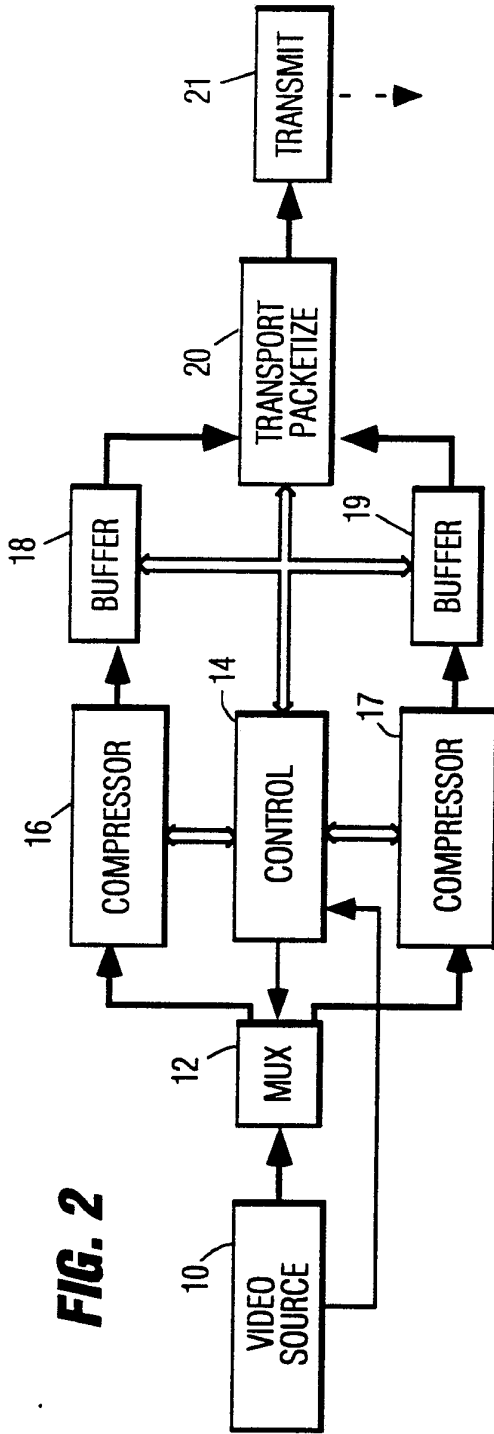 FIG. 2
10
VIDEO
SOURCE
12
MUX
16
COMPRESSOR
14
CONTROL
17
COMPRESSOR
18
BUFFER
19
BUFFER
20
TRANSPORT
PACKETIZE
21
TRANSMIT